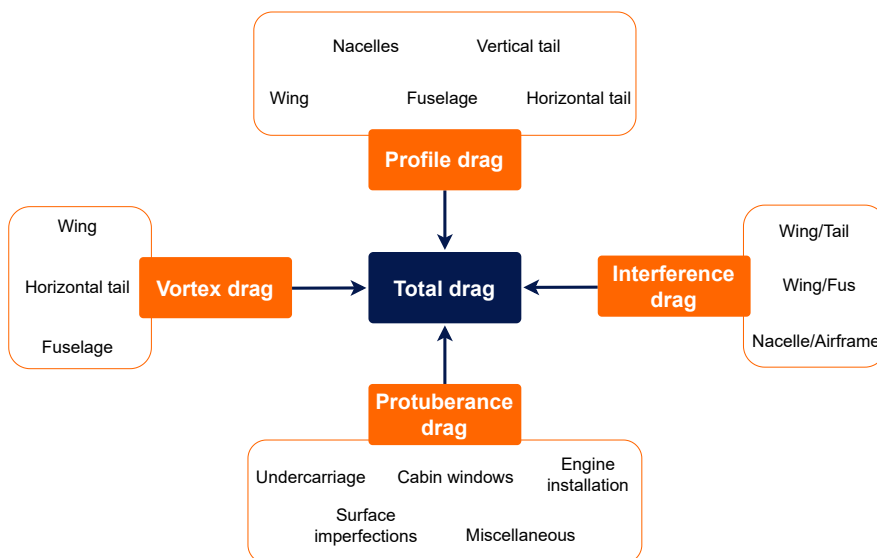 Nacelles
Vertical tail
Wing
Fuselage
Horizontal tail
Profile drag
Wing
Horizontal tail
Fuselage
Vortex drag
Total drag
Interference
drag
Wing/Tail
Wing/Fus
Nacelle/Airframe
Protuberance
drag
Undercarriage
Cabin windows
Engine
installation
Surface
imperfections
Miscellaneous